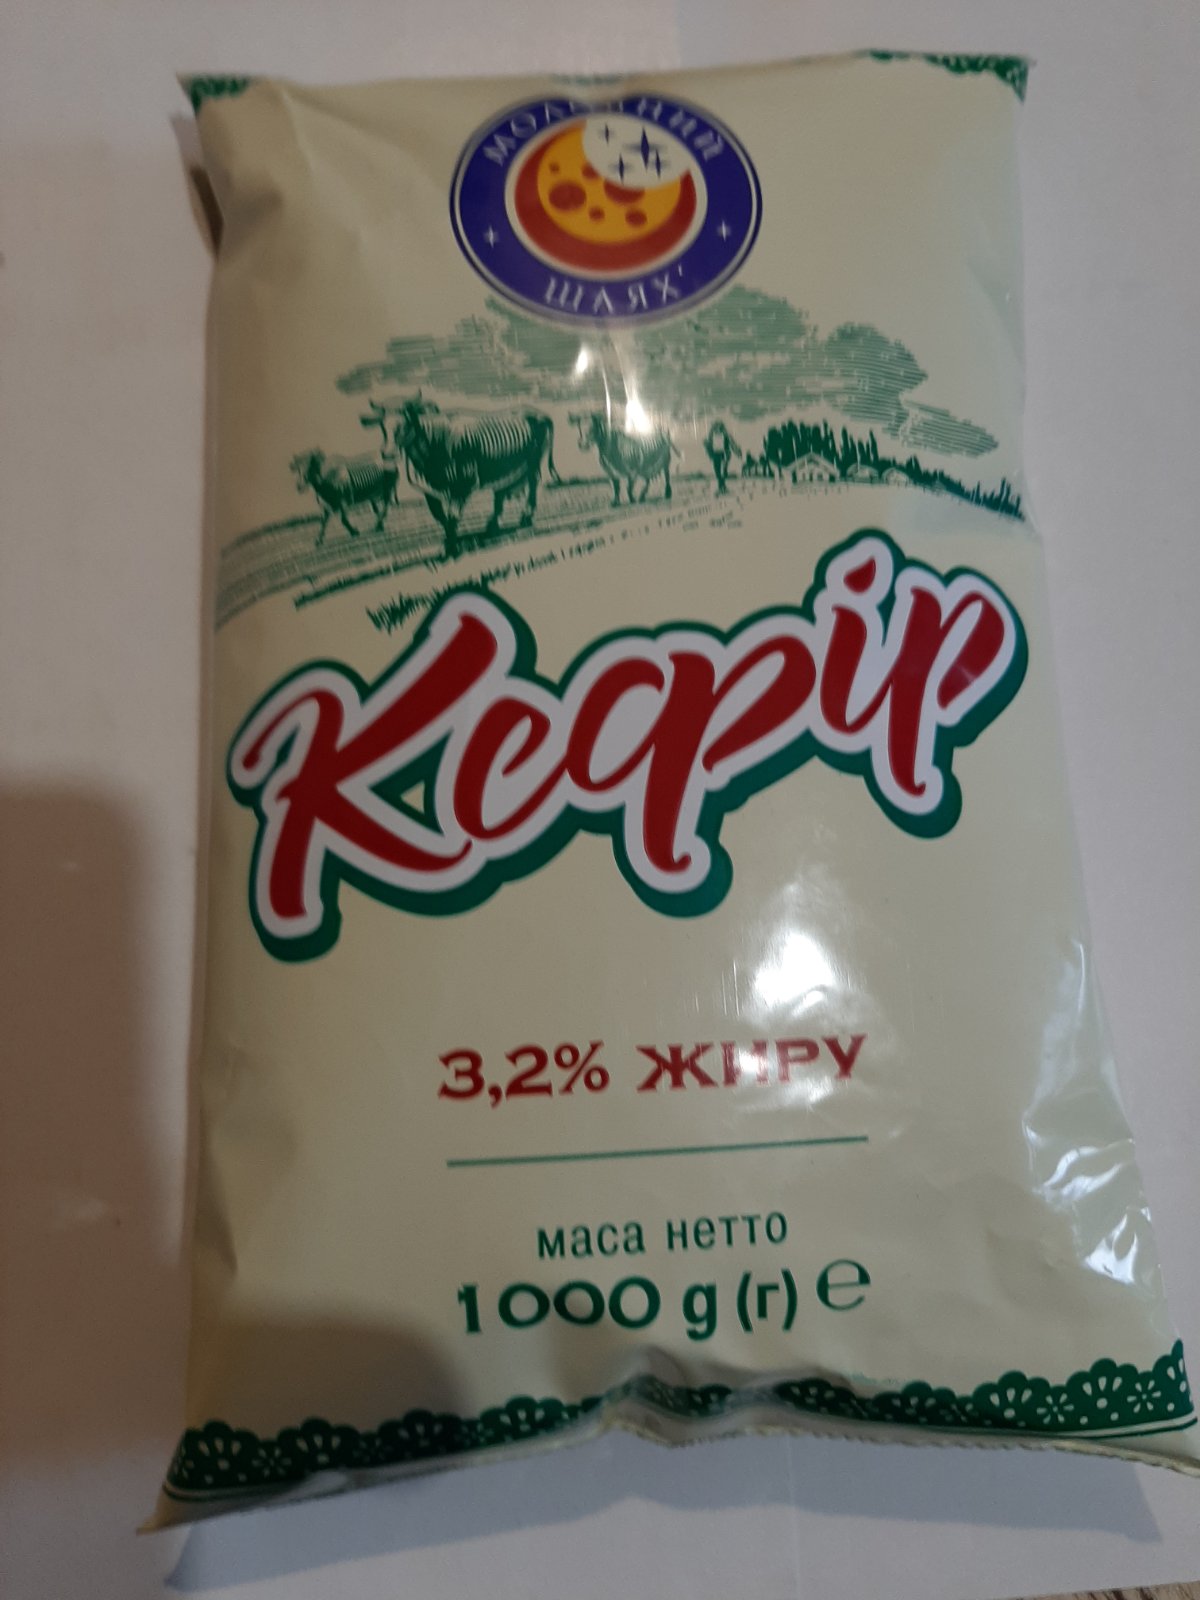 МОЛОЧНИЙ
ШЛЯХ'
Кефір
3,2% ЖИРУ
маса нетто
1000 g (г) ℮